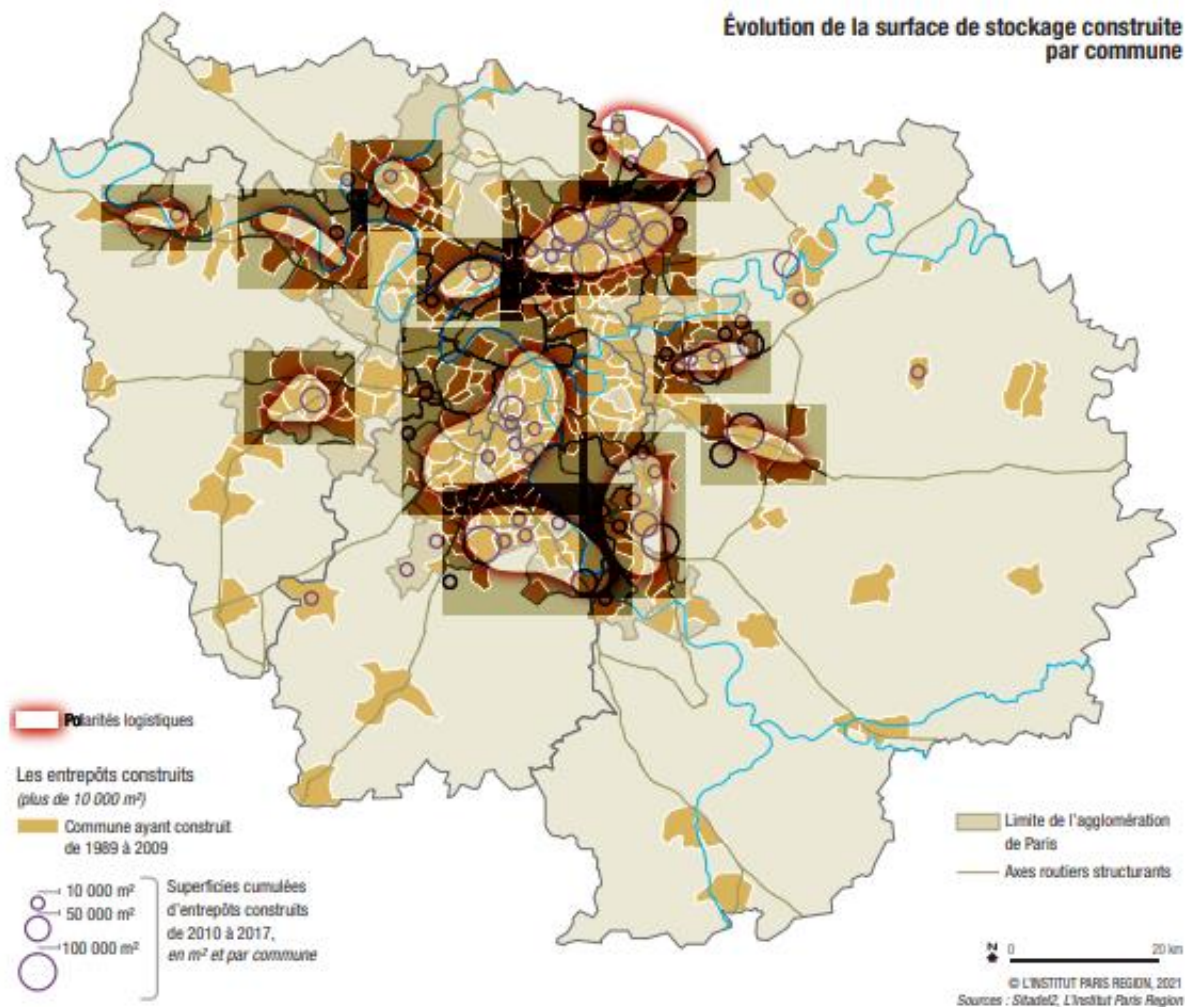 Évolution de la surface de stockage construite
par commune
Polarités logistiques
Les entrepôts construits
(plus de 10 000 m²)
Commune ayant construit
de 1989 à 2009
10 000 m²
50 000 m²
100 000 m²
Superficies cumulées
d'entrepôts construits
de 2010 à 2017,
en m² et par commune
Limite de l'agglomération
de Paris
Axes routiers structurants
N 0 20 km
© L'INSTITUT PARIS REGION, 2021
Sources : Sitadel2, L'Institut Paris Region